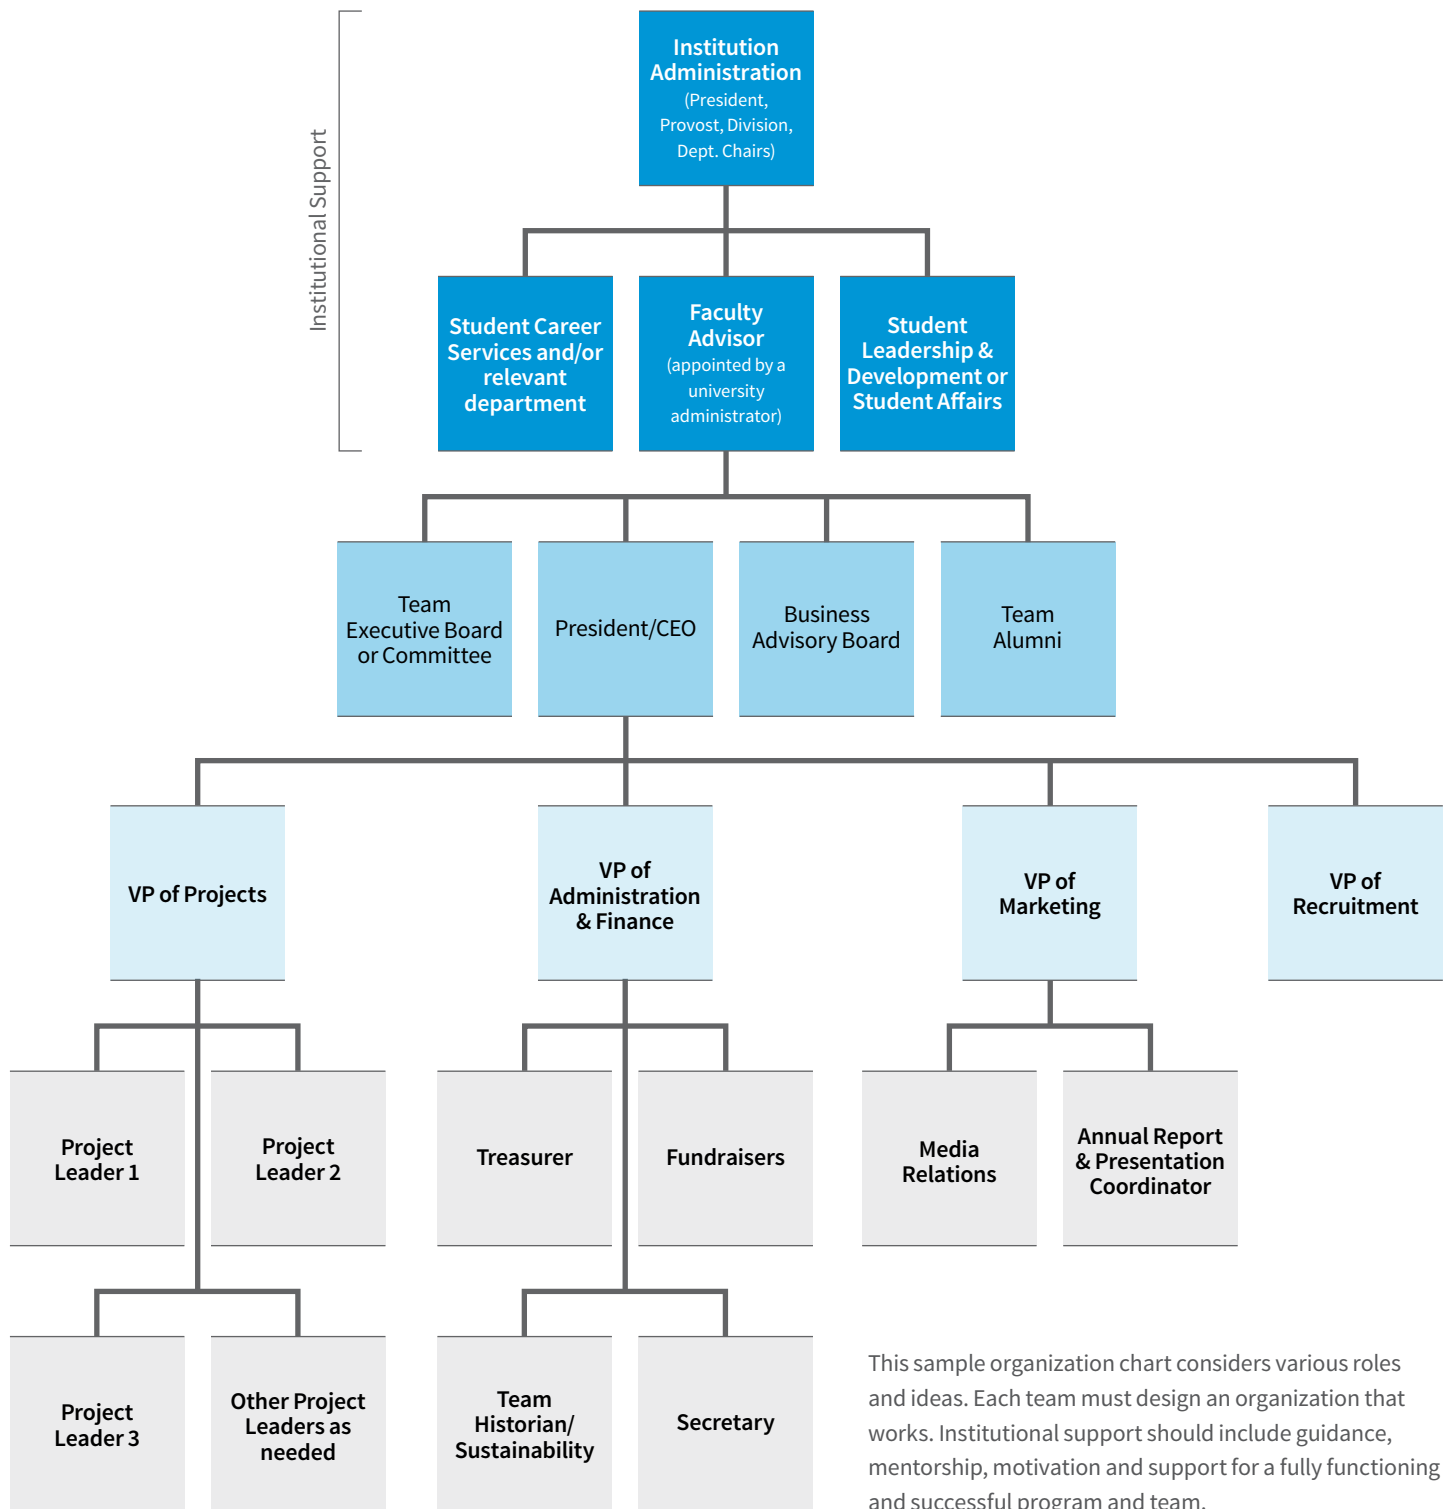 Institutional Support
Institution
Administration
(President,
Provost, Division,
Dept. Chairs)
Student Career
Services and/or
relevant
department
Faculty
Advisor
(appointed by a
university
administrator)
Student
Leadership &
Development or
Student Affairs
Team
Executive Board
or Committee
President/CEO
Business
Advisory Board
Team
Alumni
VP of Projects
VP of
Administration
& Finance
VP of
Marketing
VP of
Recruitment
Project
Leader 1
Project
Leader 2
Treasurer
Fundraisers
Media
Relations
Annual Report
& Presentation
Coordinator
Project
Leader 3
Other Project
Leaders as
needed
Team
Historian/
Sustainability
Secretary
This sample organization chart considers various roles
and ideas. Each team must design an organization that
works. Institutional support should include guidance,
mentorship, motivation and support for a fully functioning
and successful program and team.